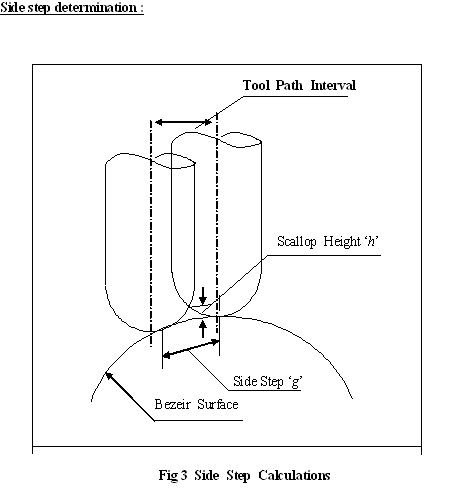 Side step determination :
Tool Path Interval
Scallop Height ‘h’
Side Step ‘g’
Bezeir Surface
Fig 3 Side Step Calculations